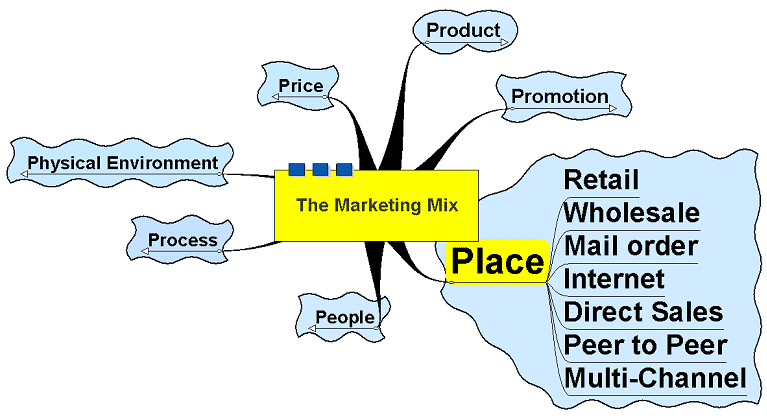 Product
Price
Promotion
Physical Environment
The Marketing Mix
Process
People
Place
Retail
Wholesale
Mail order
Internet
Direct Sales
Peer to Peer
Multi-Channel